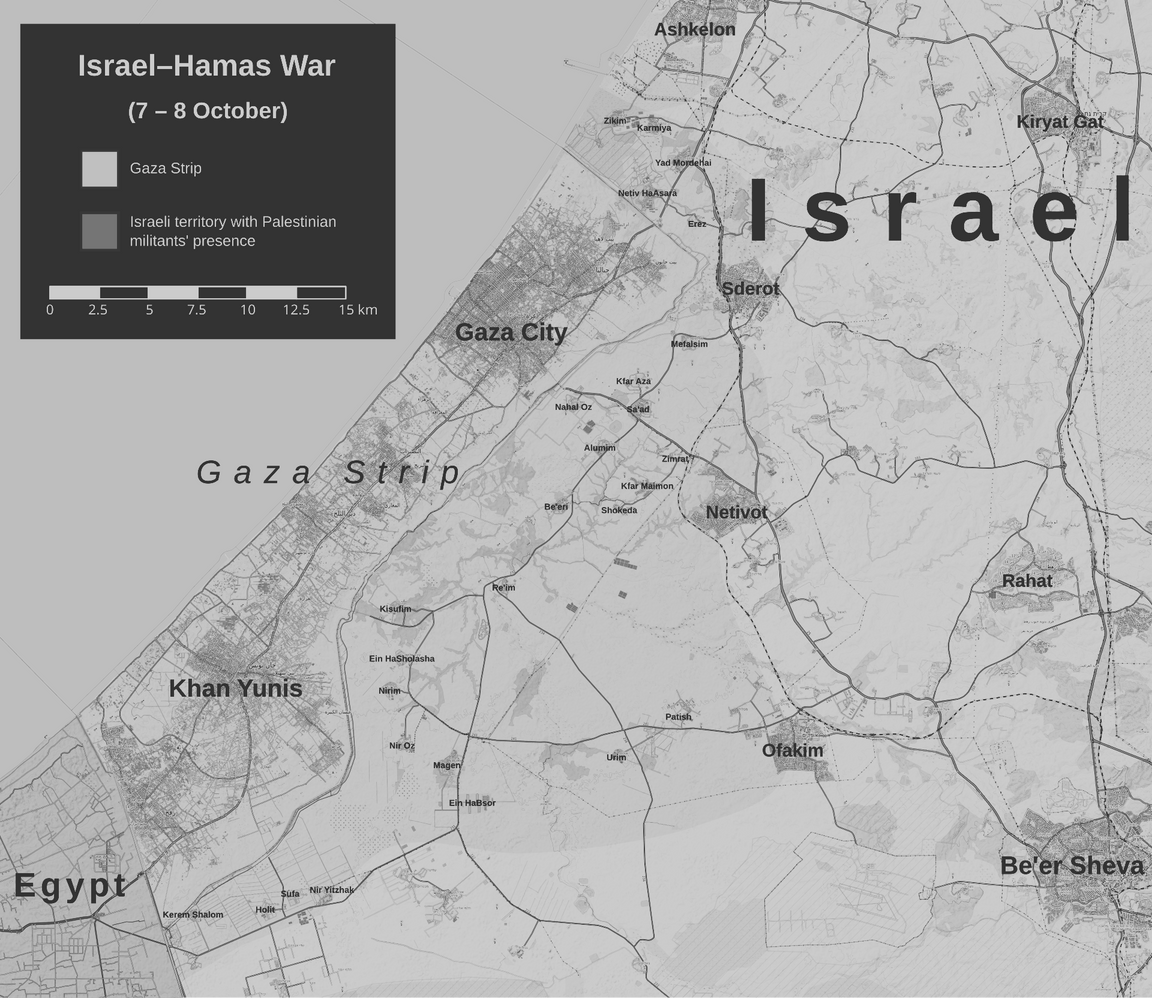 Israel–Hamas War
(7 – 8 October)
Gaza Strip
Israeli territory with Palestinian
militants' presence
0 2.5 5 7.5 10 12.5 15 km
Ashkelon
Kiryat Gat
Zikim
Karmiya
Yad Mordehai
Netiv HaAsara
Erez
Israel
Sderot
Gaza City
Mefalsim
Kfar Aza
Nahal Oz
Sa'ad
Alumim
Zimrat
Gaza Strip
Kfar Maimon
Be'eri
Shokeda
Netivot
Rahat
Re'im
Kisufim
Ein HaSholasha
Khan Yunis
Nirim
Patish
Nir Oz
Ofakim
Urim
Magen
Ein HaBsor
Be'er Sheva
Egypt
Sufa
Nir Yitzhak
Holit
Kerem Shalom